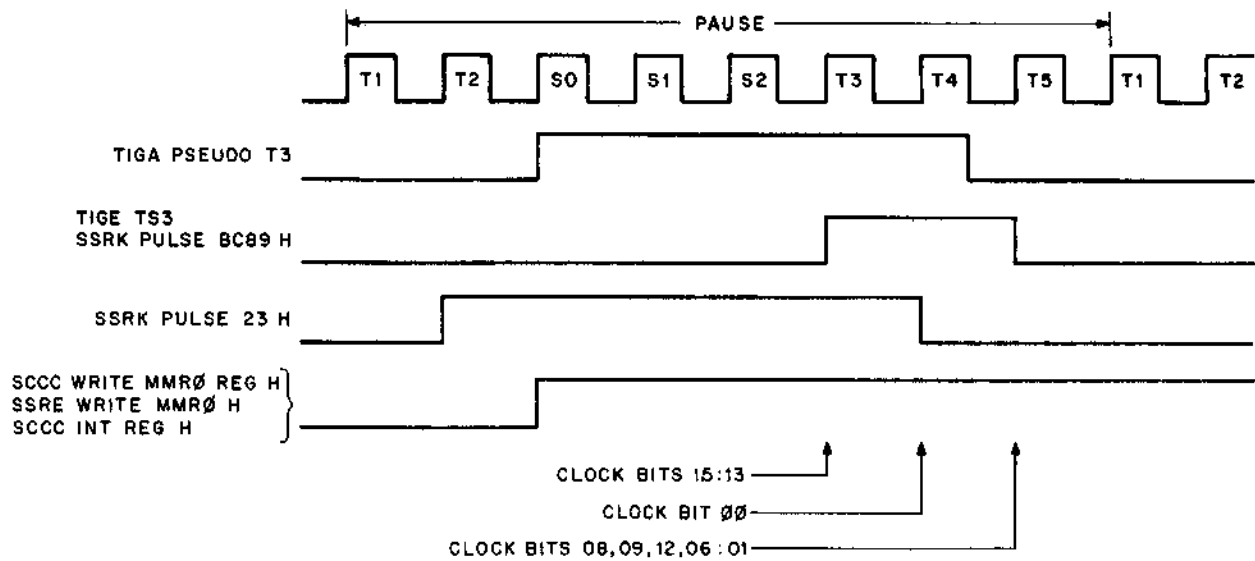 PAUSE
T1 T2 S0 S1 S2 T3 T4 T5 T1 T2
TIGA PSEUDO T3
TIGE TS3
SSRK PULSE BC89 H
SSRK PULSE 23 H
SCCC WRITE MMRØ REG H
SSRE WRITE MMRØ H
SCCC INT REG H
CLOCK BITS 15:13
CLOCK BIT ØØ
CLOCK BITS 08,09,12,06:01